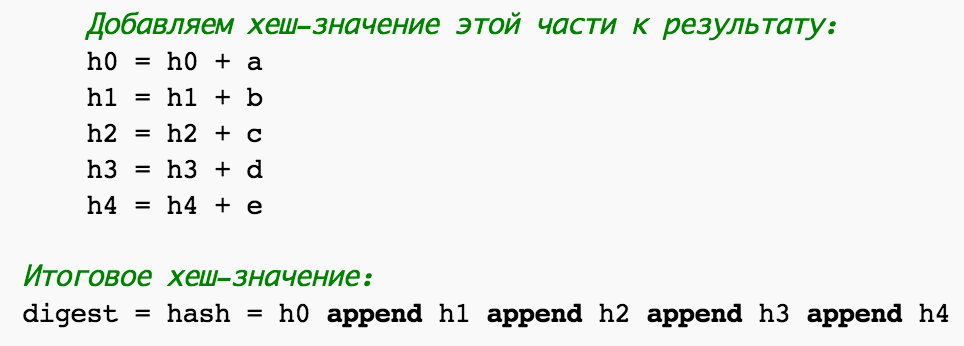 Добавляем хеш-значение этой части к результату:
h0 = h0 + a
h1 = h1 + b
h2 = h2 + c
h3 = h3 + d
h4 = h4 + e
Итоговое хеш-значение:
digest = hash = h0 append h1 append h2 append h3 append h4